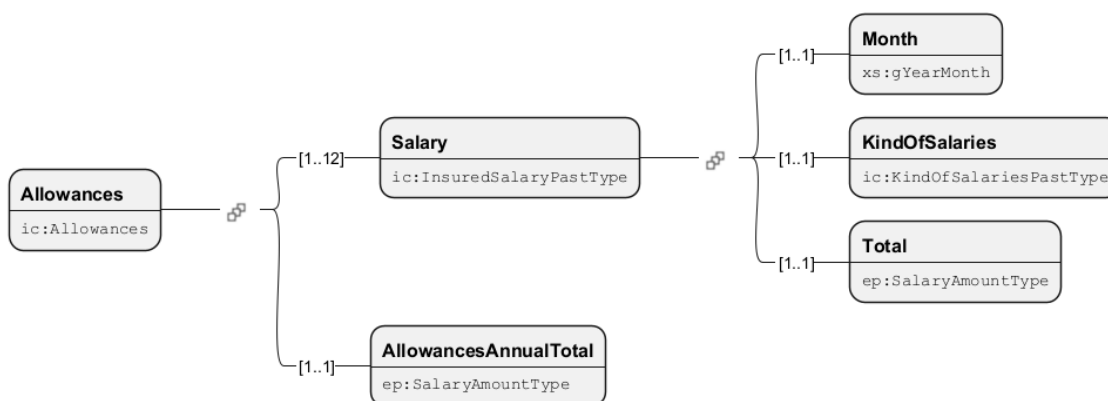 Allowances
ic:Allowances
[1..12]
Salary
ic:InsuredSalaryPastType
[1..1]
Month
xs:gYearMonth
[1..1]
KindOfSalaries
ic:KindOfSalariesPastType
[1..1]
Total
ep:SalaryAmountType
[1..1]
AllowancesAnnualTotal
ep:SalaryAmountType